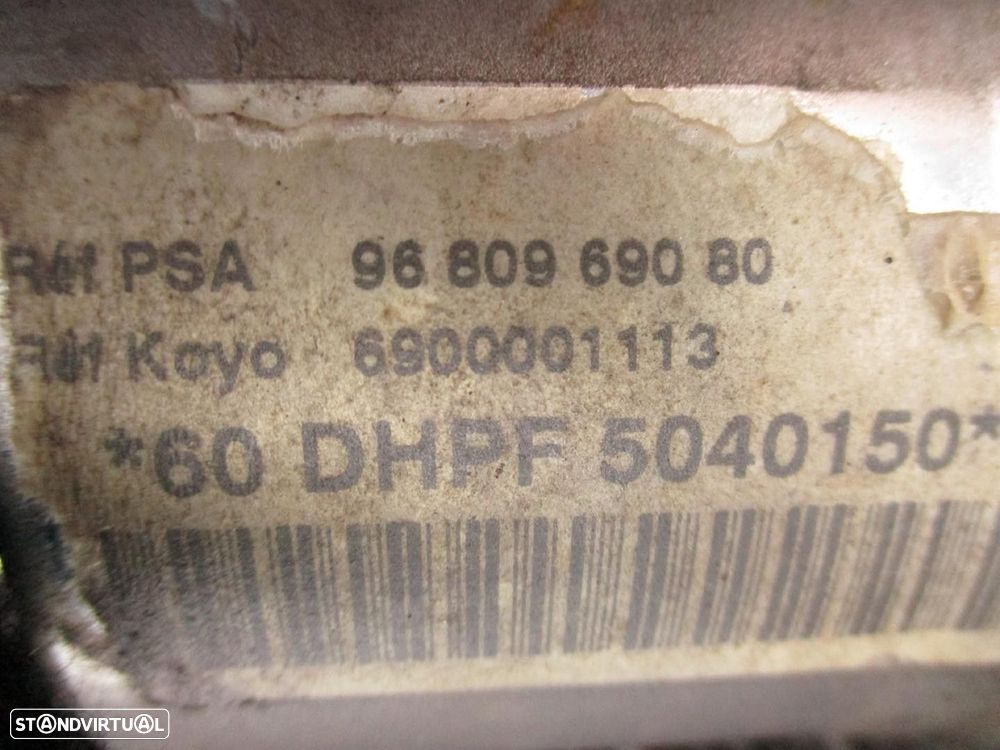 Réf PSA 96 809 690 80
Réf Koyo 6900001113
*60 DHPF 5040150*
STANDVIRTUAL